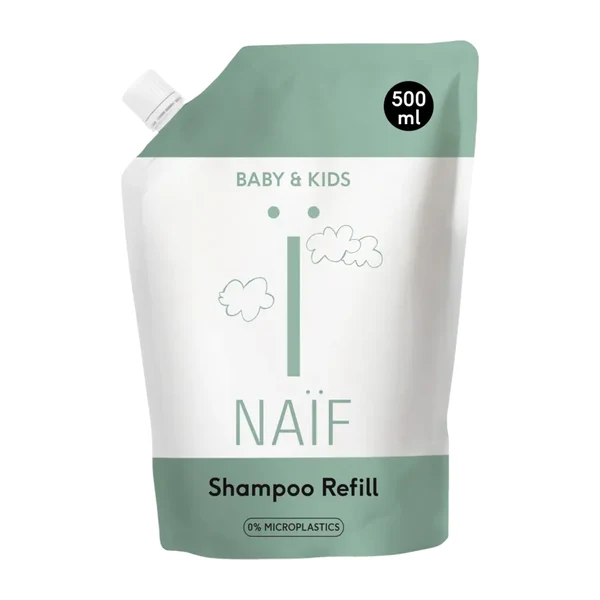 500
ml
BABY & KIDS
Ï
NAÏF
Shampoo Refill
0% MICROPLASTICS